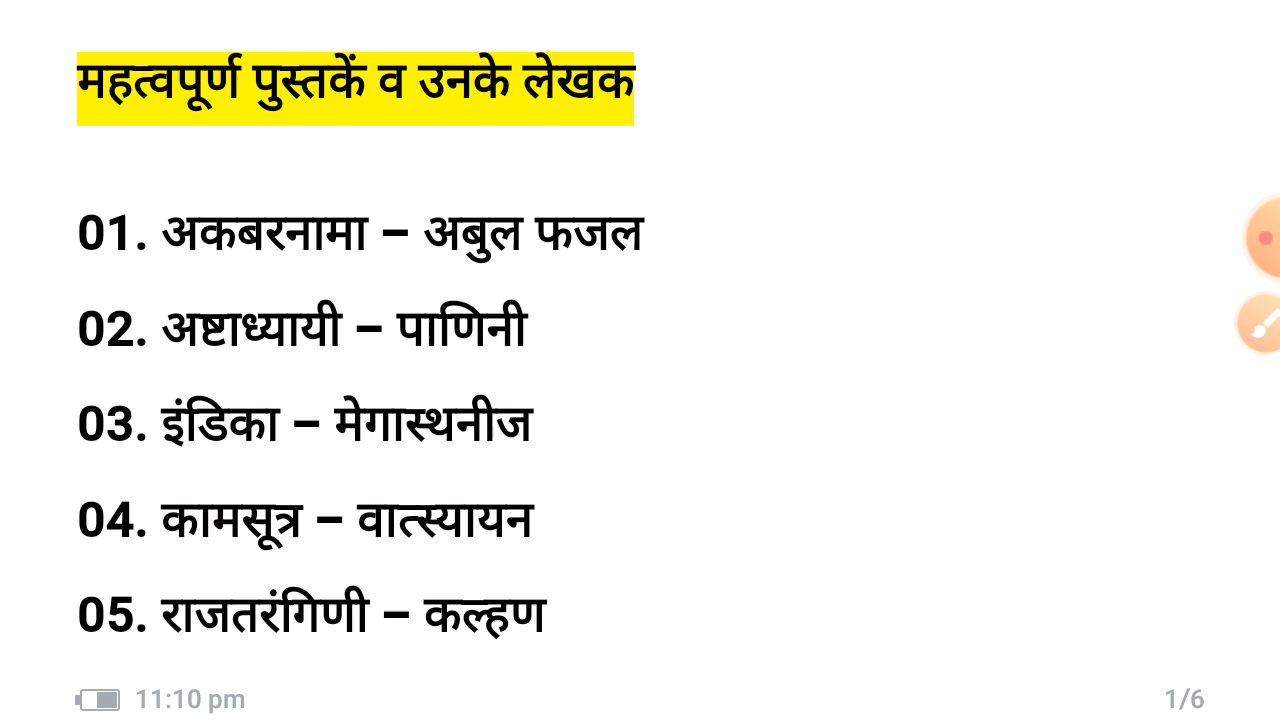 महत्वपूर्ण पुस्तकें व उनके लेखक
01. अकबरनामा – अबुल फजल
02. अष्टाध्यायी – पाणिनी
03. इंडिका – मेगास्थनीज
04. कामसूत्र – वात्स्यायन
05. राजतरंगिणी – कल्हण
11:10 pm
1/6